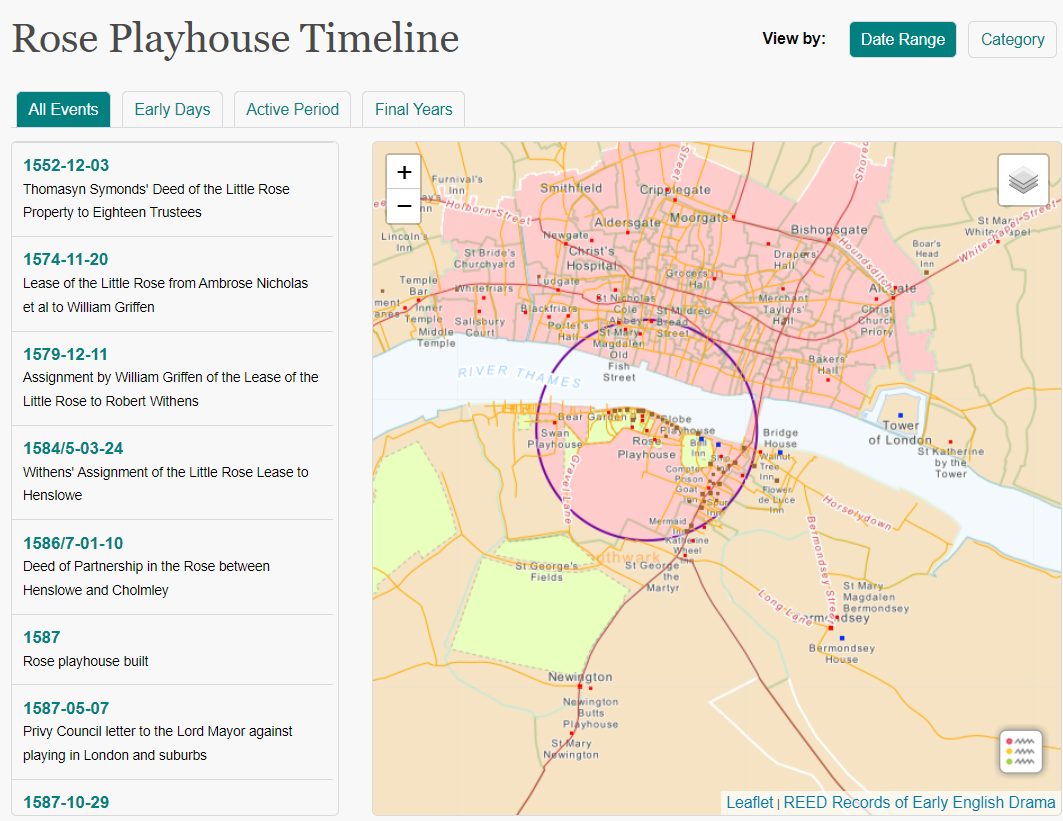 Rose Playhouse Timeline
View by:
Date Range
Category
All Events
Early Days
Active Period
Final Years
1552-12-03
Thomasyn Symonds' Deed of the Little Rose
Property to Eighteen Trustees
1574-11-20
Lease of the Little Rose from Ambrose Nicholas
et al to William Griffen
1579-12-11
Assignment by William Griffen of the Lease of the
Little Rose to Robert Withens
1584/5-03-24
Withens' Assignment of the Little Rose Lease to
Henslowe
1586/7-01-10
Deed of Partnership in the Rose between
Henslowe and Cholmley
1587
Rose playhouse built
1587-05-07
Privy Council letter to the Lord Mayor against
playing in London and suburbs
1587-10-29
+
−
Furnival's
Inn
Smithfield
Cripplegate
Street
Holborn-Street
Aldersgate
Moorgate
Bishopsgate
Houndsditch
St Mary
Whitechapel-Street
Lincoln's
Inn
St Bride's
Churchyard
Newgate
Christ's
Hospital
Drapers'
Hall
Boar's
Head
Inn
Temple
Bar
Whitefriars
Ludgate
Grocers'
Hall
Aldgate
Inner
Temple
Middle
Temple
Salisbury
Court
Blackfriars
Porter's
Hall
St Nicholas
Cole
Abbey
St Mildred
Bread
Street
Merchant
Taylors'
Hall
Christ
Church
Priory
St Mary
Magdalen
Old
Fish
Street
Bakers
Hall
RIVER THAMES
Bear Garden
Globe
Playhouse
Swan
Playhouse
Rose
Playhouse
Bridge
House
Tower
of London
St Katherine
by the
Tower
Bell
Inn
Ship
Walnut
Tree
Inn
Compter
Prison
Goat
Inn
Flower
de Luce
Inn
Gravel Lane
Mermaid
Inn
Katherine
Wheel
Inn
Horselydown
Bermondsey Street
St George's
Fields
St George
the
Martyr
Long-Lane
St Mary
Magdalen
Bermondsey
Bermondsey
House
Newington
Newington
Butts
Playhouse
St Mary
Newington
Leaflet | REED Records of Early English Drama